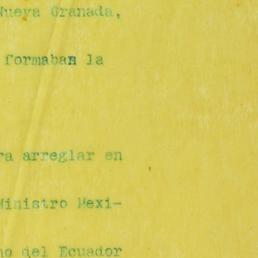 Nueva Granada,
formaban la
ra arreglar en
Ministro Mexi-
no del Ecuador